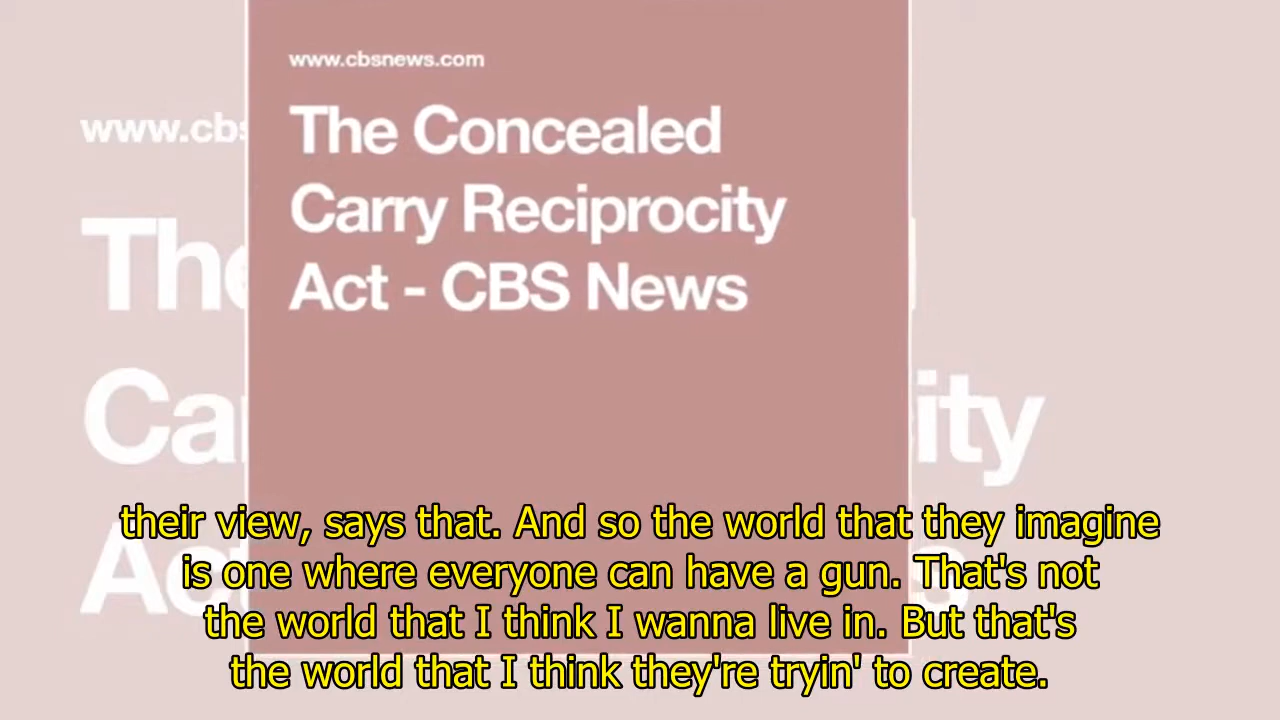 www.cbsnews.com
The Concealed
Carry Reciprocity
Act - CBS News
their view, says that. And so the world that they imagine
is one where everyone can have a gun. That's not
the world that I think I wanna live in. But that's
the world that I think they're tryin' to create.